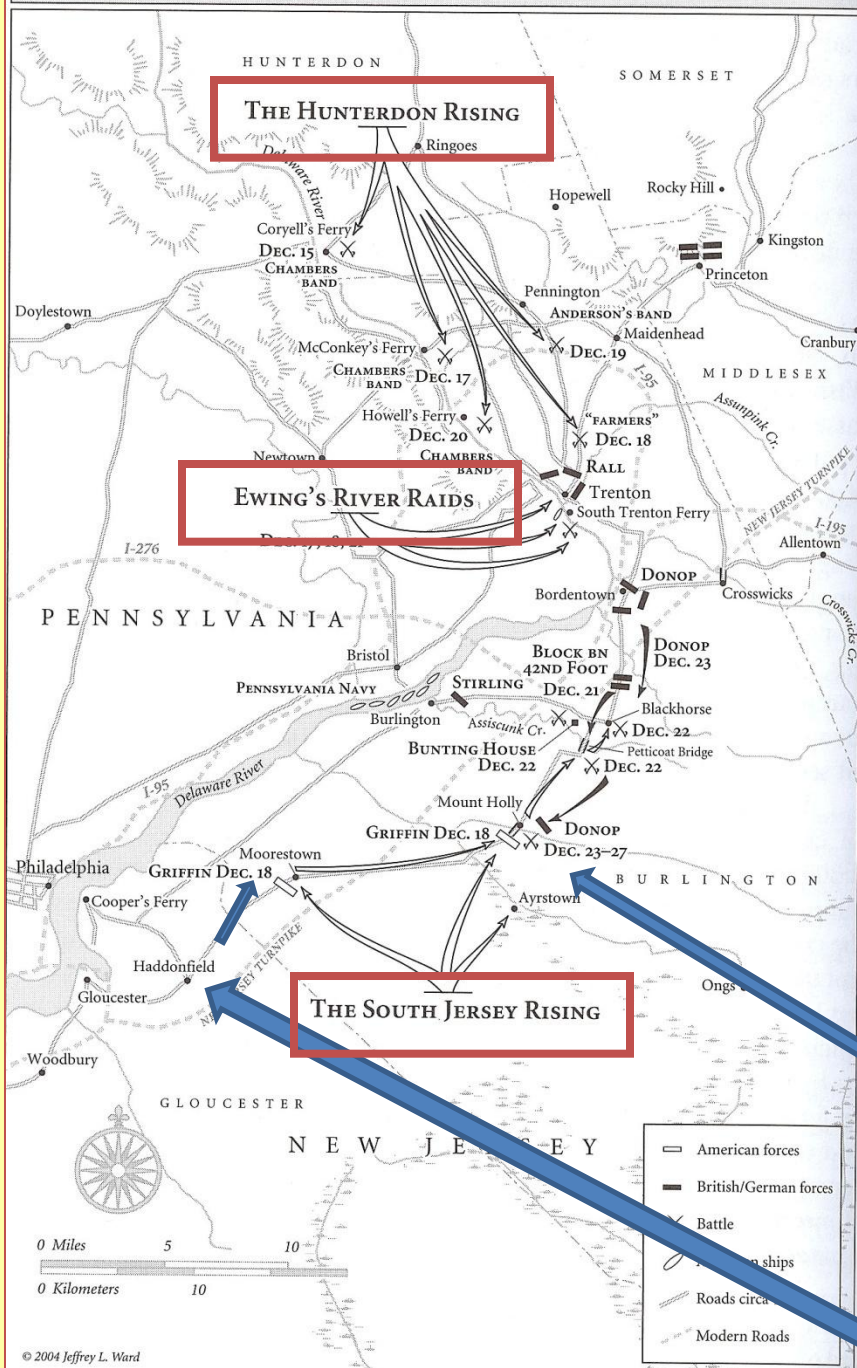 HUNTERDON
SOMERSET
THE HUNTERDON RISING
Delaware River
Ringoes
Hopewell
Rocky Hill
Coryell's Ferry
DEC. 15
CHAMBERS
BAND
Kingston
Princeton
Doylestown
Pennington
ANDERSON'S BAND
Maidenhead
Cranbury
McConkey's Ferry
CHAMBERS
BAND
DEC. 17
DEC. 19
I-95
MIDDLESEX
Howell's Ferry
DEC. 20
CHAMBERS
BAND
"FARMERS"
DEC. 18
Assunpink Cr.
Newtown
RALL
Trenton
EWING'S RIVER RAIDS
South Trenton Ferry
NEW JERSEY TURNPIKE
I-195
Allentown
I-276
DONOP
Bordentown
Crosswicks
Crosswicks Cr.
PENNSYLVANIA
BLOCK BN
42ND FOOT
DEC. 21
DONOP
DEC. 23
Bristol
STIRLING
PENNSYLVANIA NAVY
Burlington
Assiscunk Cr.
Blackhorse
DEC. 22
BUNTING HOUSE
DEC. 22
Petticoat Bridge
DEC. 22
Delaware River
I-95
Mount Holly
GRIFFIN DEC. 18
DONOP
DEC. 23–27
Moorestown
Philadelphia
GRIFFIN DEC. 18
BURLINGTON
Cooper's Ferry
Ayrstown
Haddonfield
TURNPIKE
Gloucester
THE SOUTH JERSEY RISING
Ongs
Woodbury
GLOUCESTER
NEW JERSEY
American forces
British/German forces
Battle
ships
Roads circa
Modern Roads
0 Miles 5 10
0 Kilometers 10
© 2004 Jeffrey L. Ward